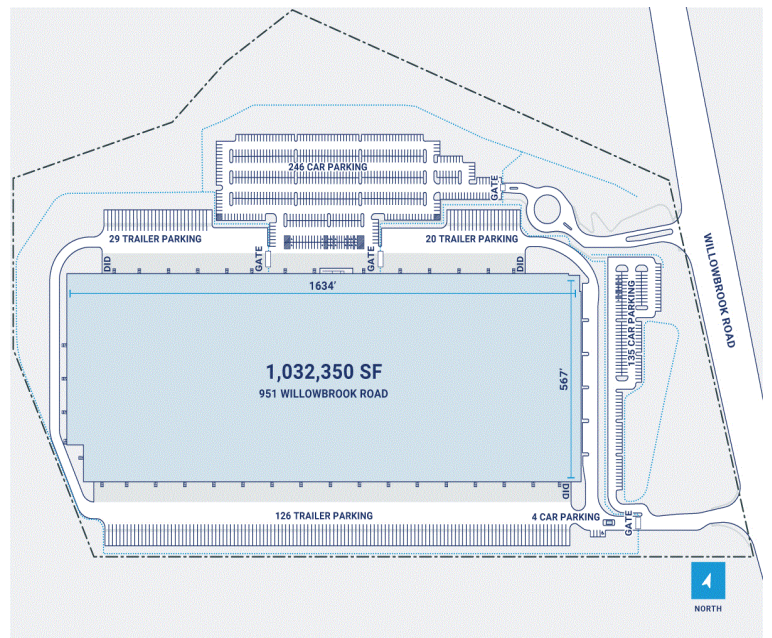 246 CAR PARKING
GATE
29 TRAILER PARKING
20 TRAILER PARKING
GATE
GATE
DID
DID
WILLOWBROOK ROAD
1634'
135 CAR PARKING
1,032,350 SF
951 WILLOWBROOK ROAD
567'
DID
126 TRAILER PARKING
4 CAR PARKING
GATE
NORTH